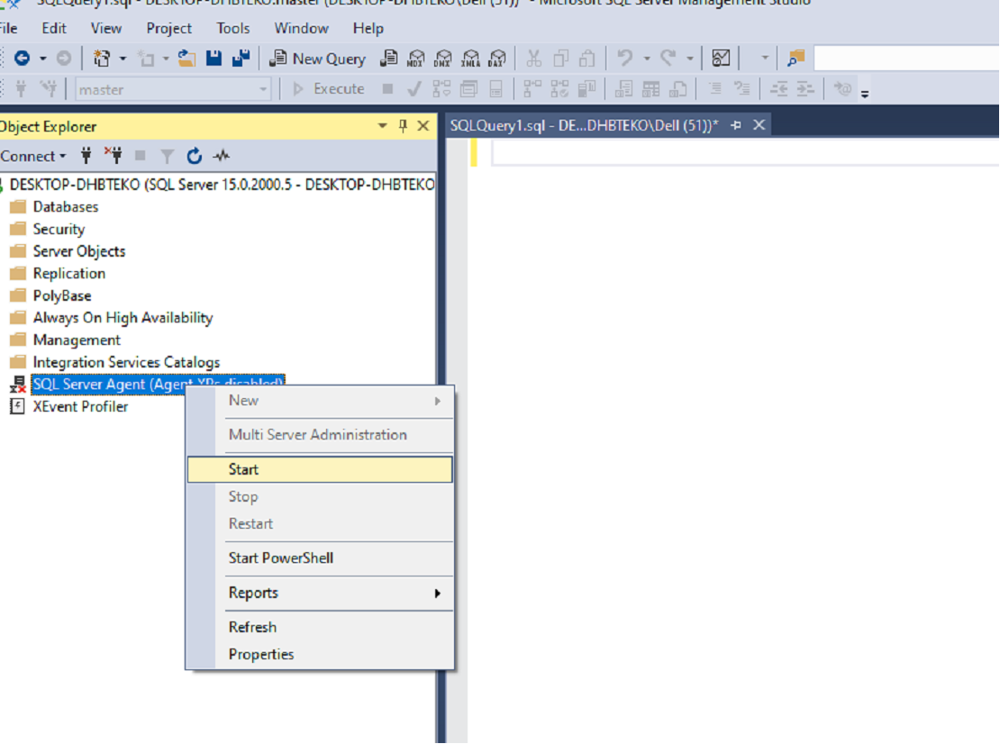 SQLQuery1.sql - DESKTOP-DHBTEKO.master (DESKTOP-DHBTEKO\Dell (51))* - Microsoft SQL Server Management Studio
File Edit View Project Tools Window Help
New Query MDX DMX XMLA DAX
master Execute
Object Explorer
SQLQuery1.sql - DE...DHBTEKO\Dell (51))*
Connect
DESKTOP-DHBTEKO (SQL Server 15.0.2000.5 - DESKTOP-DHBTEKO
Databases
Security
Server Objects
Replication
PolyBase
Always On High Availability
Management
Integration Services Catalogs
SQL Server Agent (Agent XPs disabled)
XEvent Profiler
New
Multi Server Administration
Start
Stop
Restart
Start PowerShell
Reports
Refresh
Properties